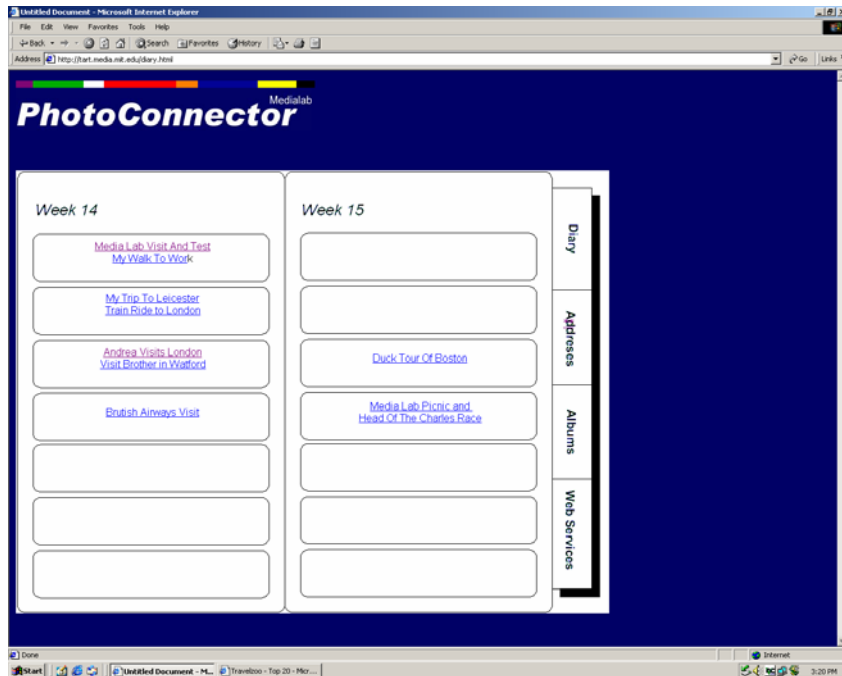 Untitled Document - Microsoft Internet Explorer
File Edit View Favorites Tools Help
Back Search Favorites History
Address http://tart.media.mit.edu/diary.html Go Links
Medialab
PhotoConnector
Week 14
Media Lab Visit And Test
My Walk To Work
My Trip To Leicester
Train Ride to London
Andrea Visits London
Visit Brother in Watford
Brutish Airways Visit
Week 15
Duck Tour Of Boston
Media Lab Picnic and
Head Of The Charles Race
Diary
Addreses
Albums
Web Services
Done Internet
Start Untitled Document - M... Travelzoo - Top 20 - Micr... 3:20 PM